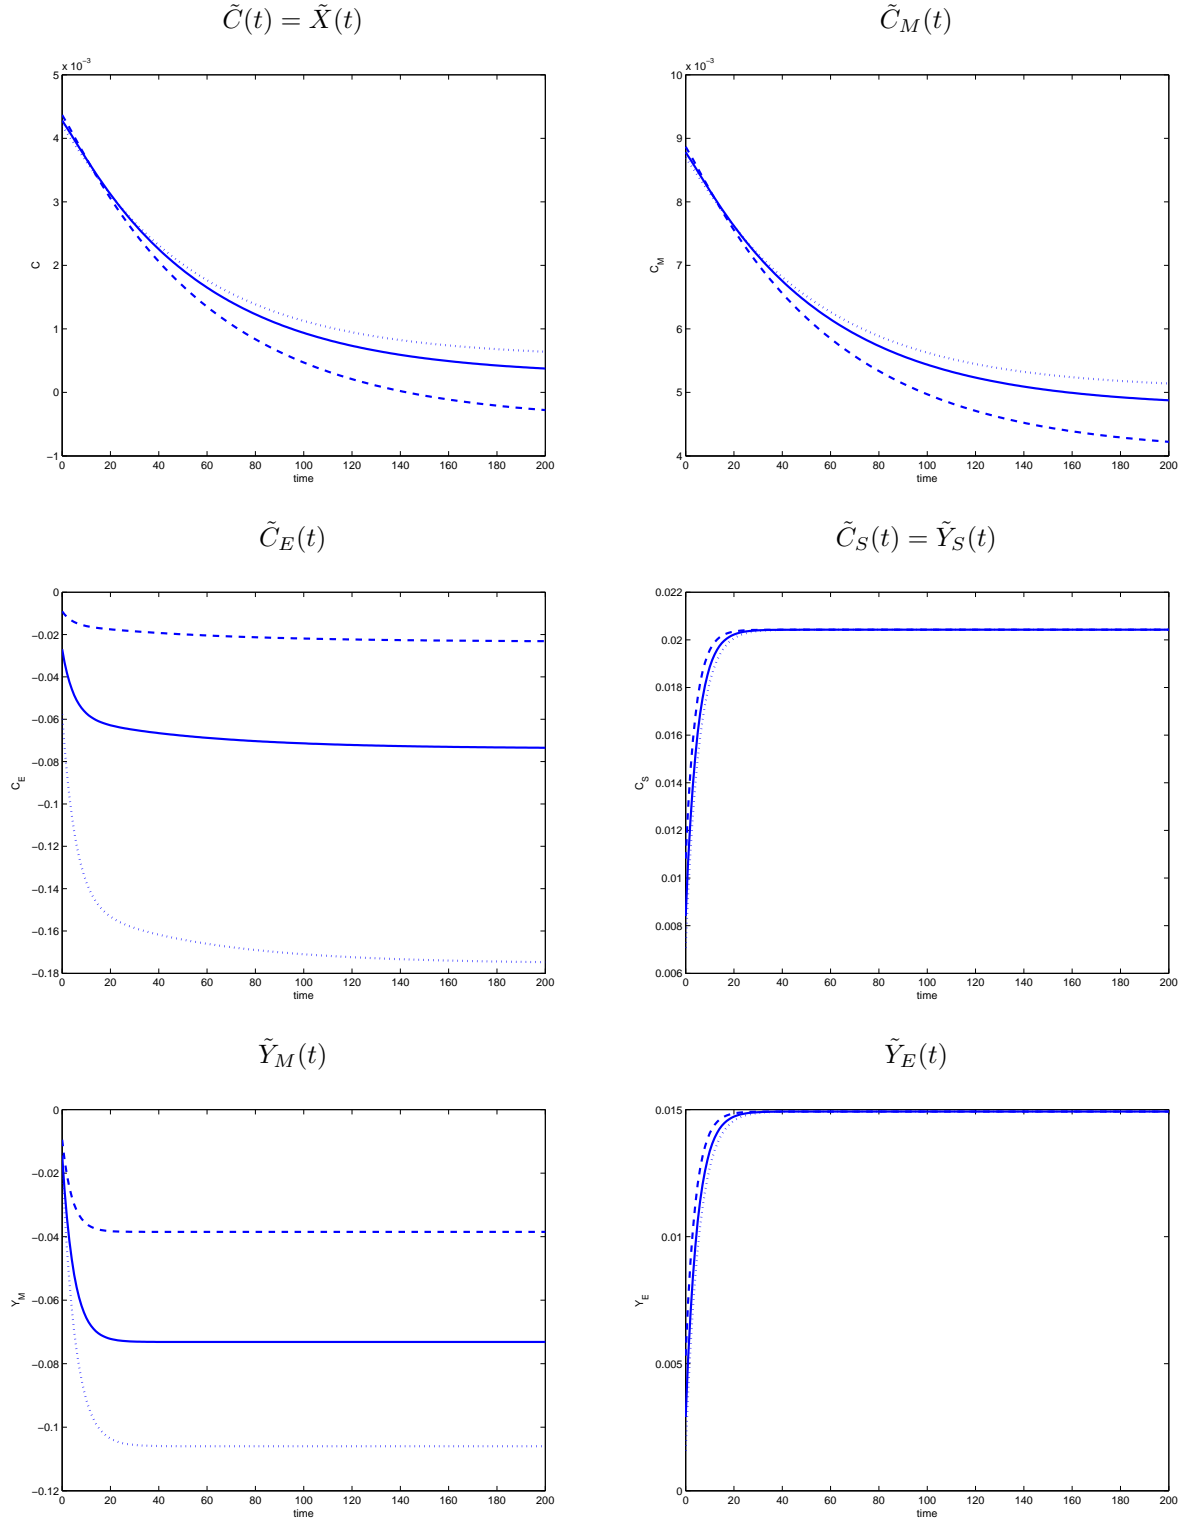 C̃(t) = X̃(t)
C̃_M(t)
x 10⁻³
5
4
3
2
1
0
−1
C
0 20 40 60 80 100 120 140 160 180 200
time
x 10⁻³
10
9
8
7
6
5
4
C_M
0 20 40 60 80 100 120 140 160 180 200
time
C̃_E(t)
C̃_S(t) = Ỹ_S(t)
0
−0.02
−0.04
−0.06
−0.08
−0.1
−0.12
−0.14
−0.16
−0.18
C_E
0 20 40 60 80 100 120 140 160 180 200
time
0.022
0.02
0.018
0.016
0.014
0.012
0.01
0.008
0.006
C_S
0 20 40 60 80 100 120 140 160 180 200
time
Ỹ_M(t)
Ỹ_E(t)
0
−0.02
−0.04
−0.06
−0.08
−0.1
−0.12
Y_M
0 20 40 60 80 100 120 140 160 180 200
time
0.015
0.01
0.005
0
Y_E
0 20 40 60 80 100 120 140 160 180 200
time